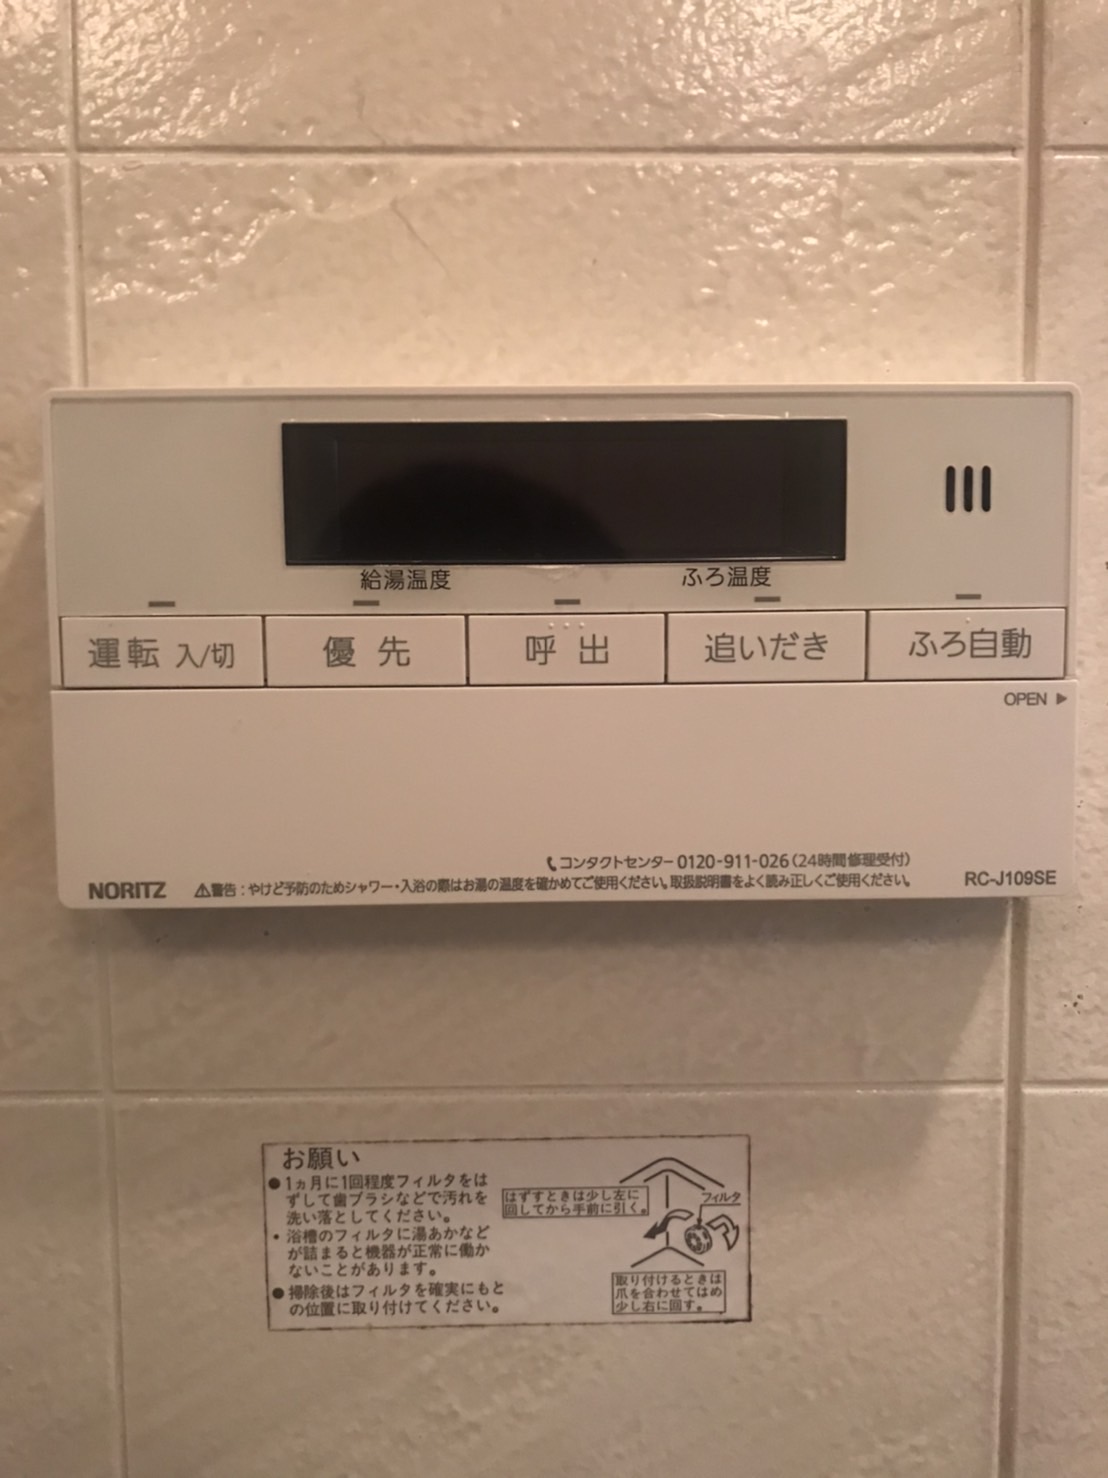 給湯温度 ふろ温度
運転 入/切 優先 呼出 追いだき ふろ自動
OPEN ▶
コンタクトセンター 0120-911-026(24時間修理受付)
NORITZ ⚠警告:やけど予防のためシャワー・入浴の際はお湯の温度を確かめてご使用ください。取扱説明書をよく読み正しくご使用ください。 RC-J109SE
お願い
●1ヵ月に1回程度フィルタをは
ずして歯ブラシなどで汚れを
洗い落としてください。
・浴槽のフィルタに湯あかなど
が詰まると機器が正常に働か
ないことがあります。
●掃除後はフィルタを確実にもと
の位置に取り付けてください。
はずすときは少し左に
回してから手前に引く。
フィルタ
取り付けるときは
爪を合わせてはめ
少し右に回す。